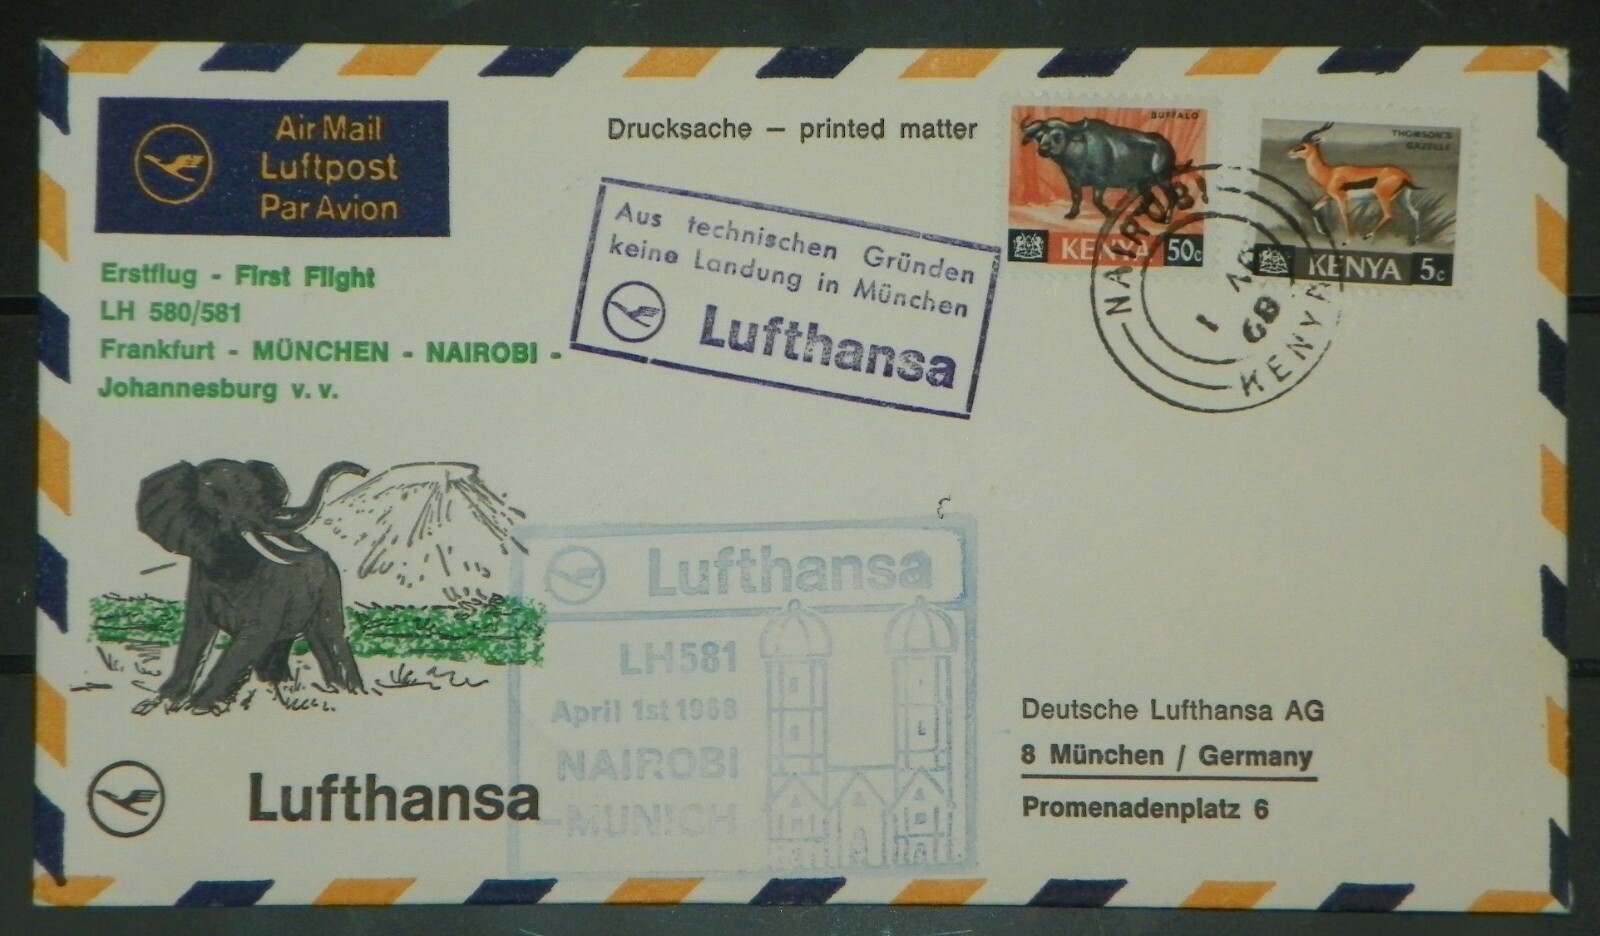 Air Mail
Luftpost
Par Avion
Drucksache – printed matter
BUFFALO
KENYA 50c
THOMSON'S
GAZELLE
KENYA 5c
NAIROBI
1
68
KENYA
Aus technischen Gründen
keine Landung in München
Lufthansa
Erstflug - First Flight
LH 580/581
Frankfurt - MÜNCHEN - NAIROBI -
Johannesburg v. v.
Lufthansa
LH581
April 1st 1968
NAIROBI
-MUNICH
Lufthansa
Deutsche Lufthansa AG
8 München / Germany
Promenadenplatz 6